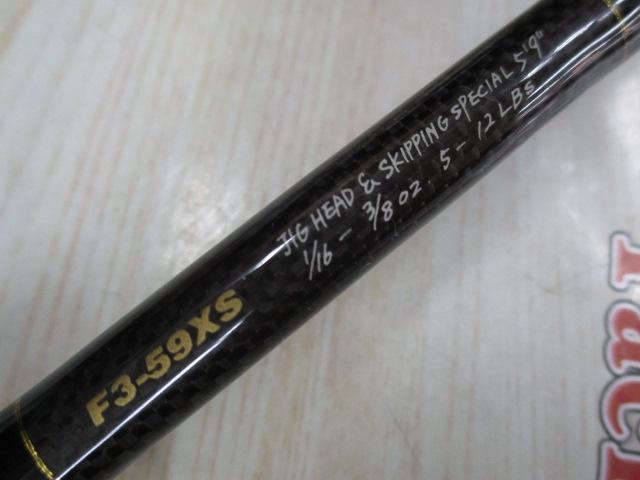 JIG HEAD & SKIPPING SPECIAL 5'9"
1/16 - 3/8 oz. 5 - 12 LBS
F3-59XS